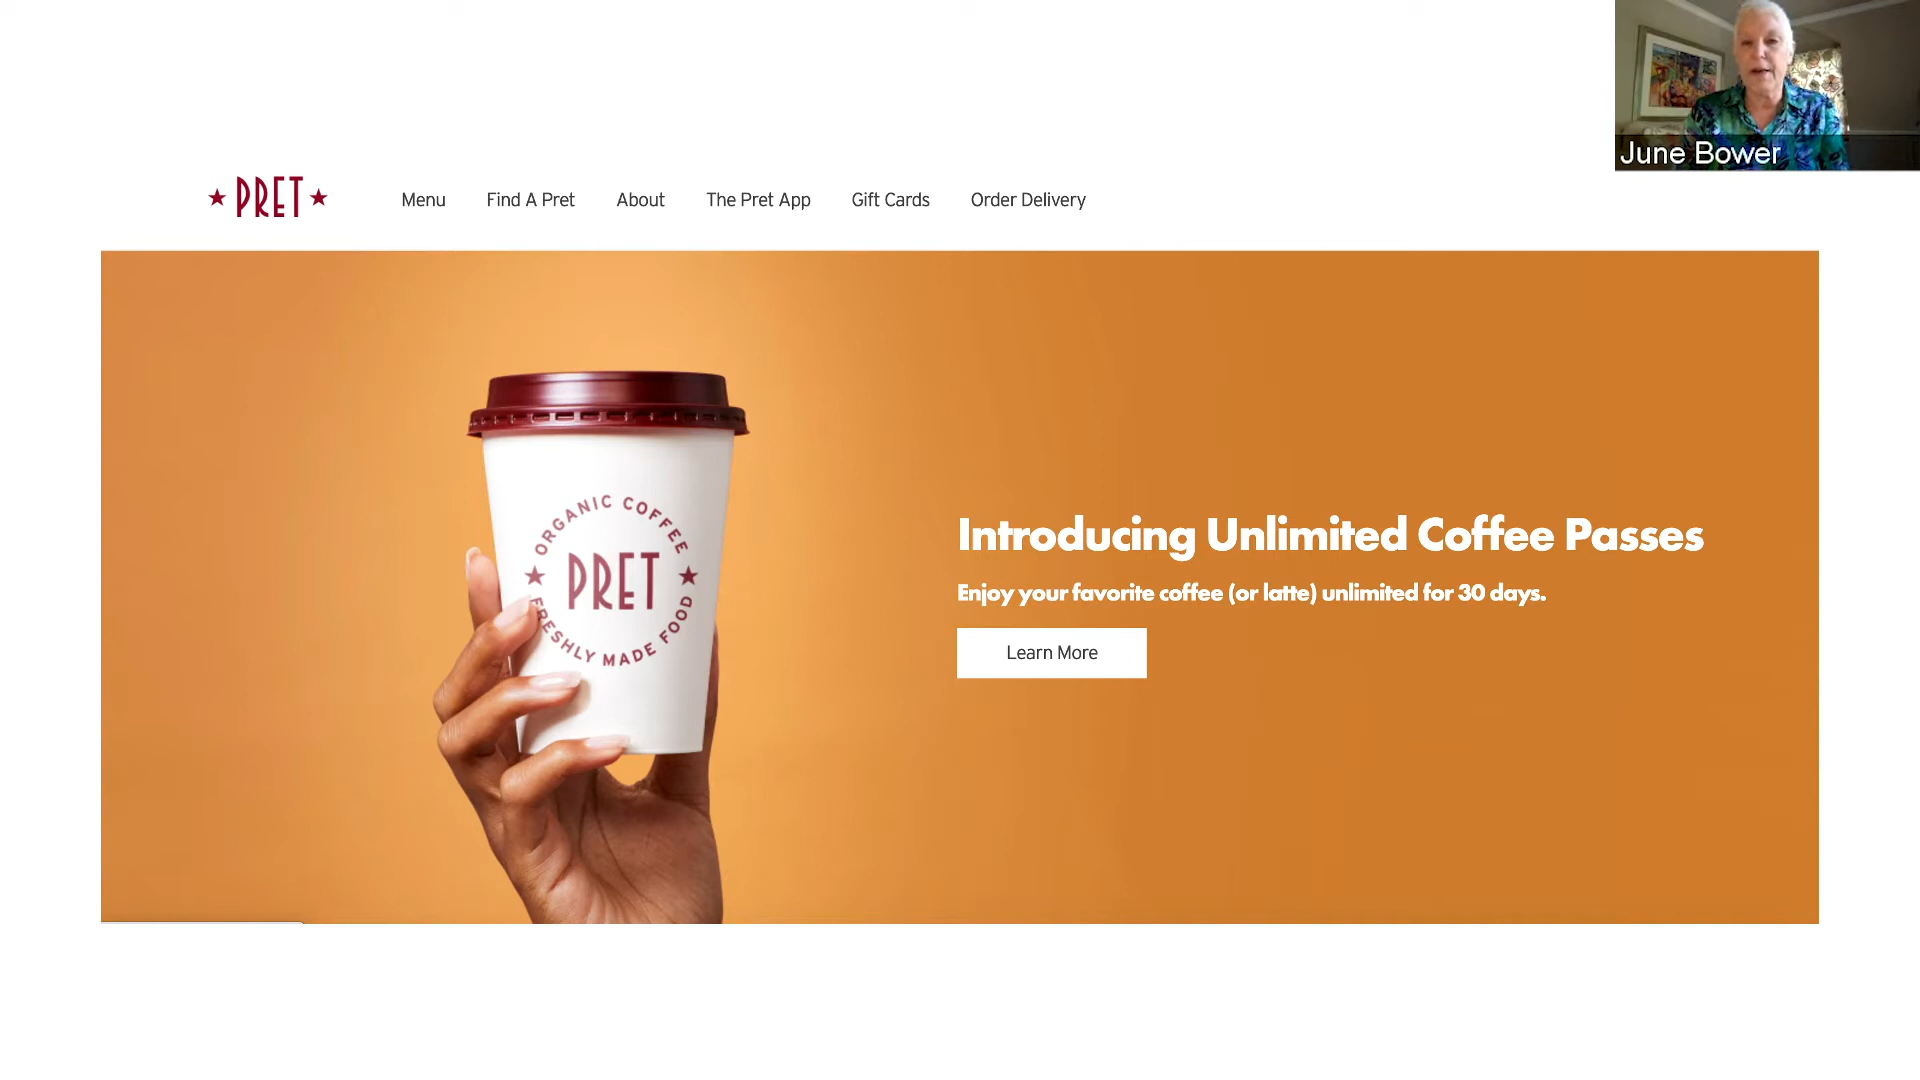 June Bower
PRET
Menu
Find A Pret
About
The Pret App
Gift Cards
Order Delivery
ORGANIC COFFEE
PRET
FRESHLY MADE FOOD
Introducing Unlimited Coffee Passes
Enjoy your favorite coffee (or latte) unlimited for 30 days.
Learn More